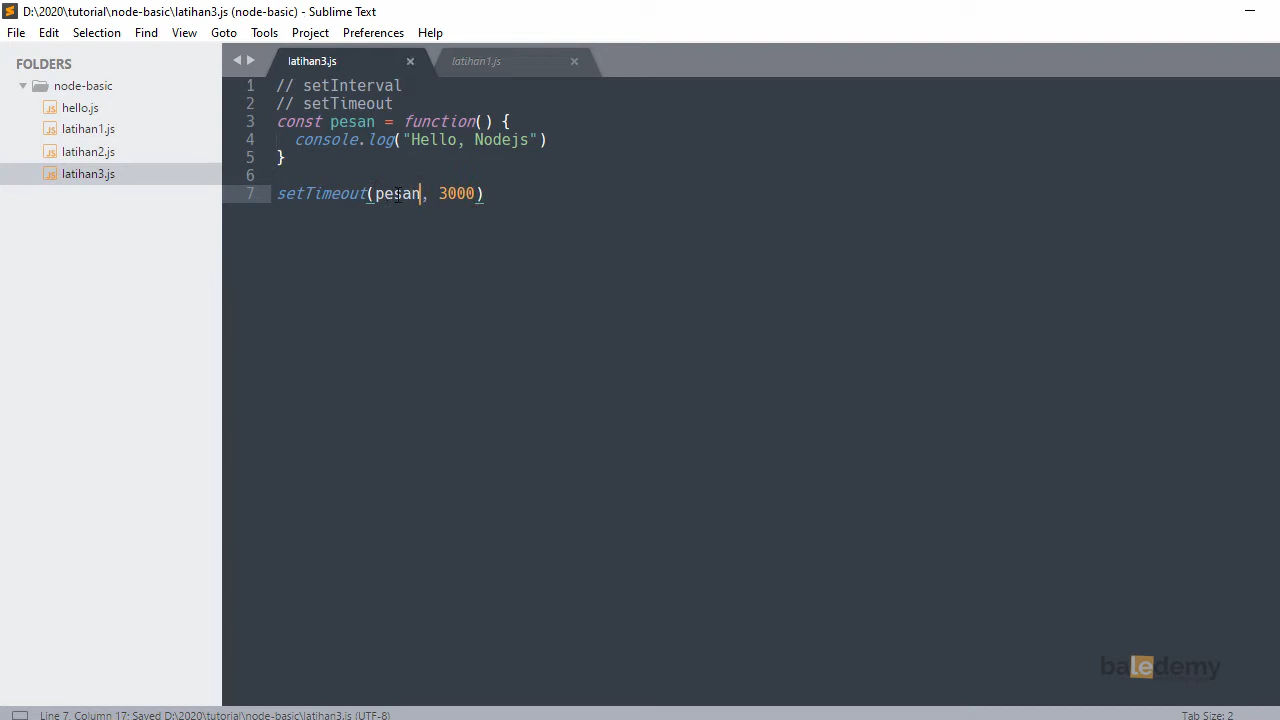 D:\2020\tutorial\node-basic\latihan3.js (node-basic) - Sublime Text
File Edit Selection Find View Goto Tools Project Preferences Help
FOLDERS
node-basic
hello.js
latihan1.js
latihan2.js
latihan3.js
latihan3.js latihan1.js
1 // setInterval
2 // setTimeout
3 const pesan = function() {
4 console.log("Hello, Nodejs")
5 }
6
7 setTimeout(pesan, 3000)
baledemy
Line 7, Column 17; Saved D:\2020\tutorial\node-basic\latihan3.js (UTF-8) Tab Size: 2